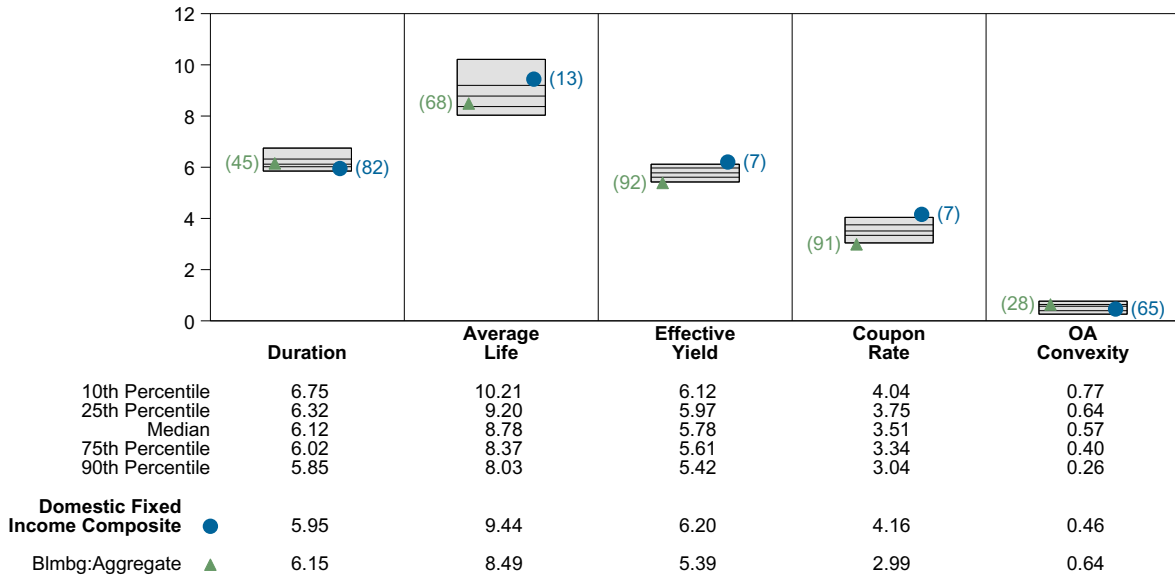 12
10
8
6
4
2
0
(45)
(82)
(68)
(13)
(92)
(7)
(91)
(7)
(28)
(65)
Duration
Average
Life
Effective
Yield
Coupon
Rate
OA
Convexity
10th Percentile 6.75 10.21 6.12 4.04 0.77
25th Percentile 6.32 9.20 5.97 3.75 0.64
Median 6.12 8.78 5.78 3.51 0.57
75th Percentile 6.02 8.37 5.61 3.34 0.40
90th Percentile 5.85 8.03 5.42 3.04 0.26
Domestic Fixed
Income Composite 5.95 9.44 6.20 4.16 0.46
Blmbg:Aggregate 6.15 8.49 5.39 2.99 0.64